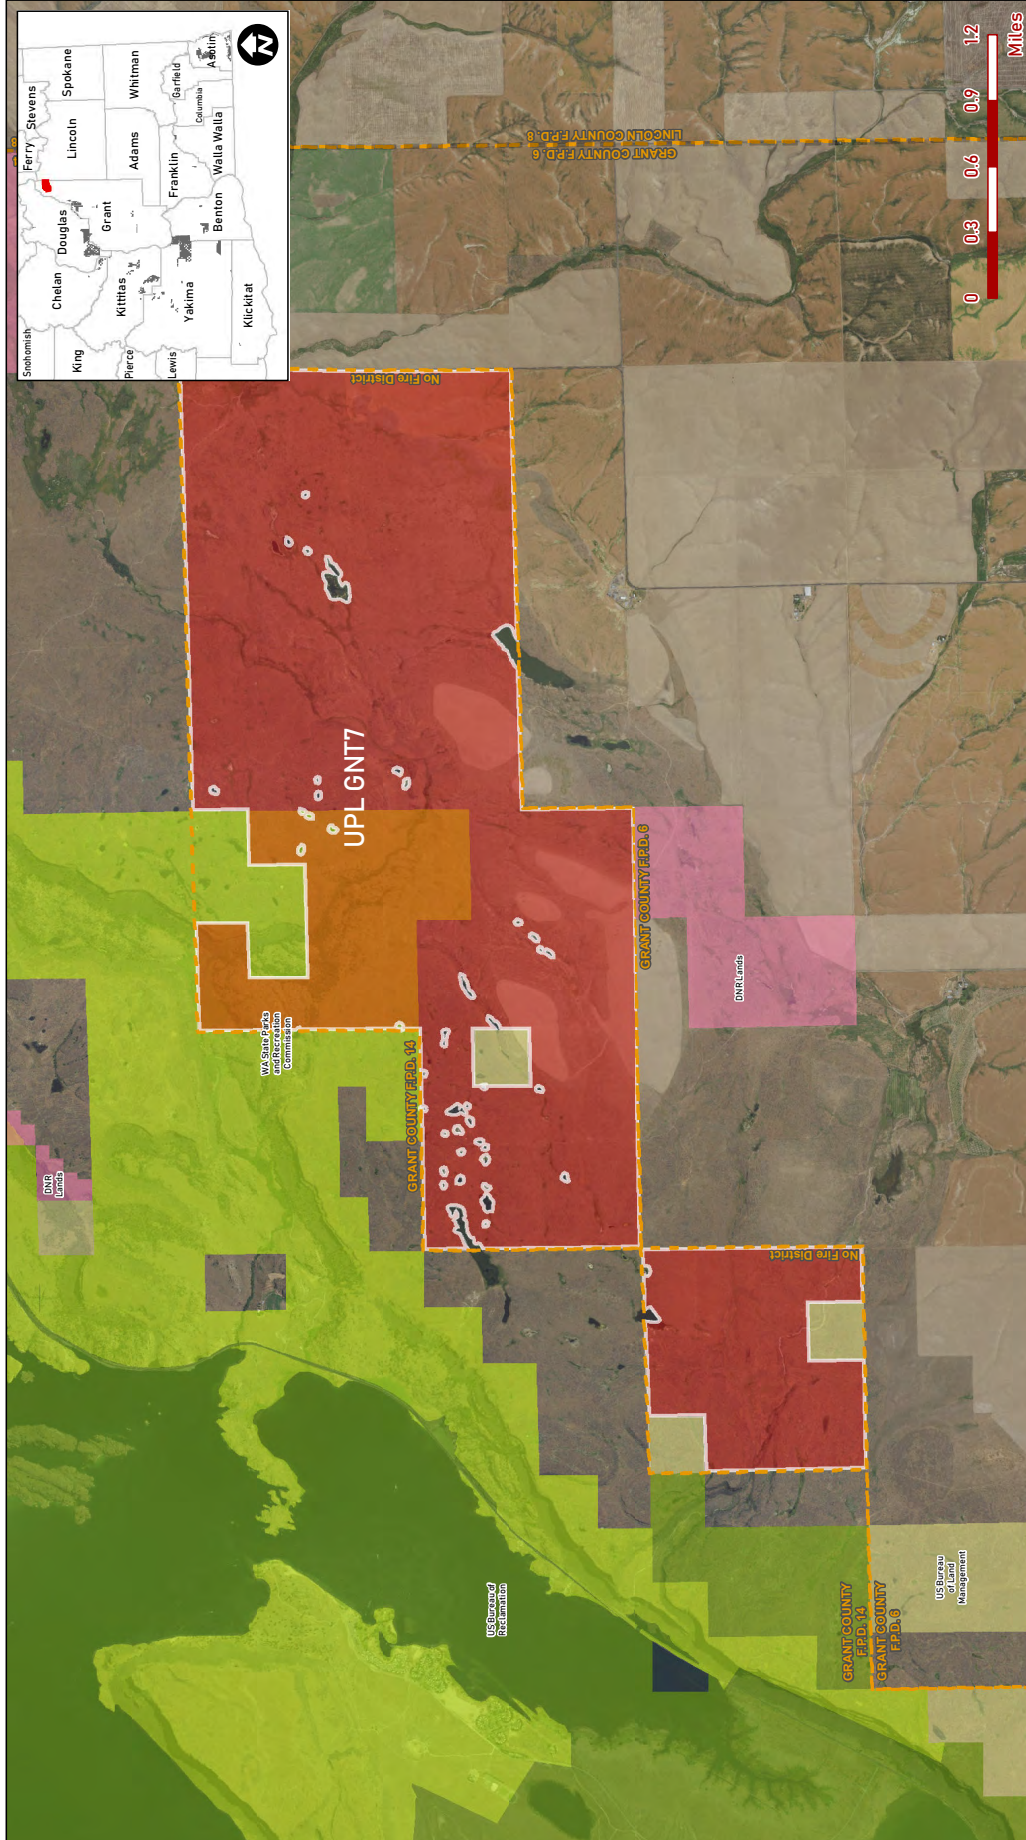 Snohomish
King
Pierce
Lewis
Chelan
Kittitas
Yakima
Klickitat
Douglas
Grant
Benton
Ferry
Stevens
Lincoln
Spokane
Adams
Whitman
Franklin
Walla Walla
Columbia
Garfield
Asotin
N
LINCOLN COUNTY F.P.D. 8
GRANT COUNTY F.P.D. 6
0
0.3
0.6
0.9
1.2
Miles
No Fire District
UPL GNT7
GRANT COUNTY F.P.D. 6
DNR Lands
WA State Parks
and Recreation
Commission
GRANT COUNTY F.P.D. 14
DNR
Lands
No Fire District
US Bureau of
Reclamation
US Bureau
of Land
Management
GRANT COUNTY
F.P.D. 14
GRANT COUNTY
F.P.D. 6